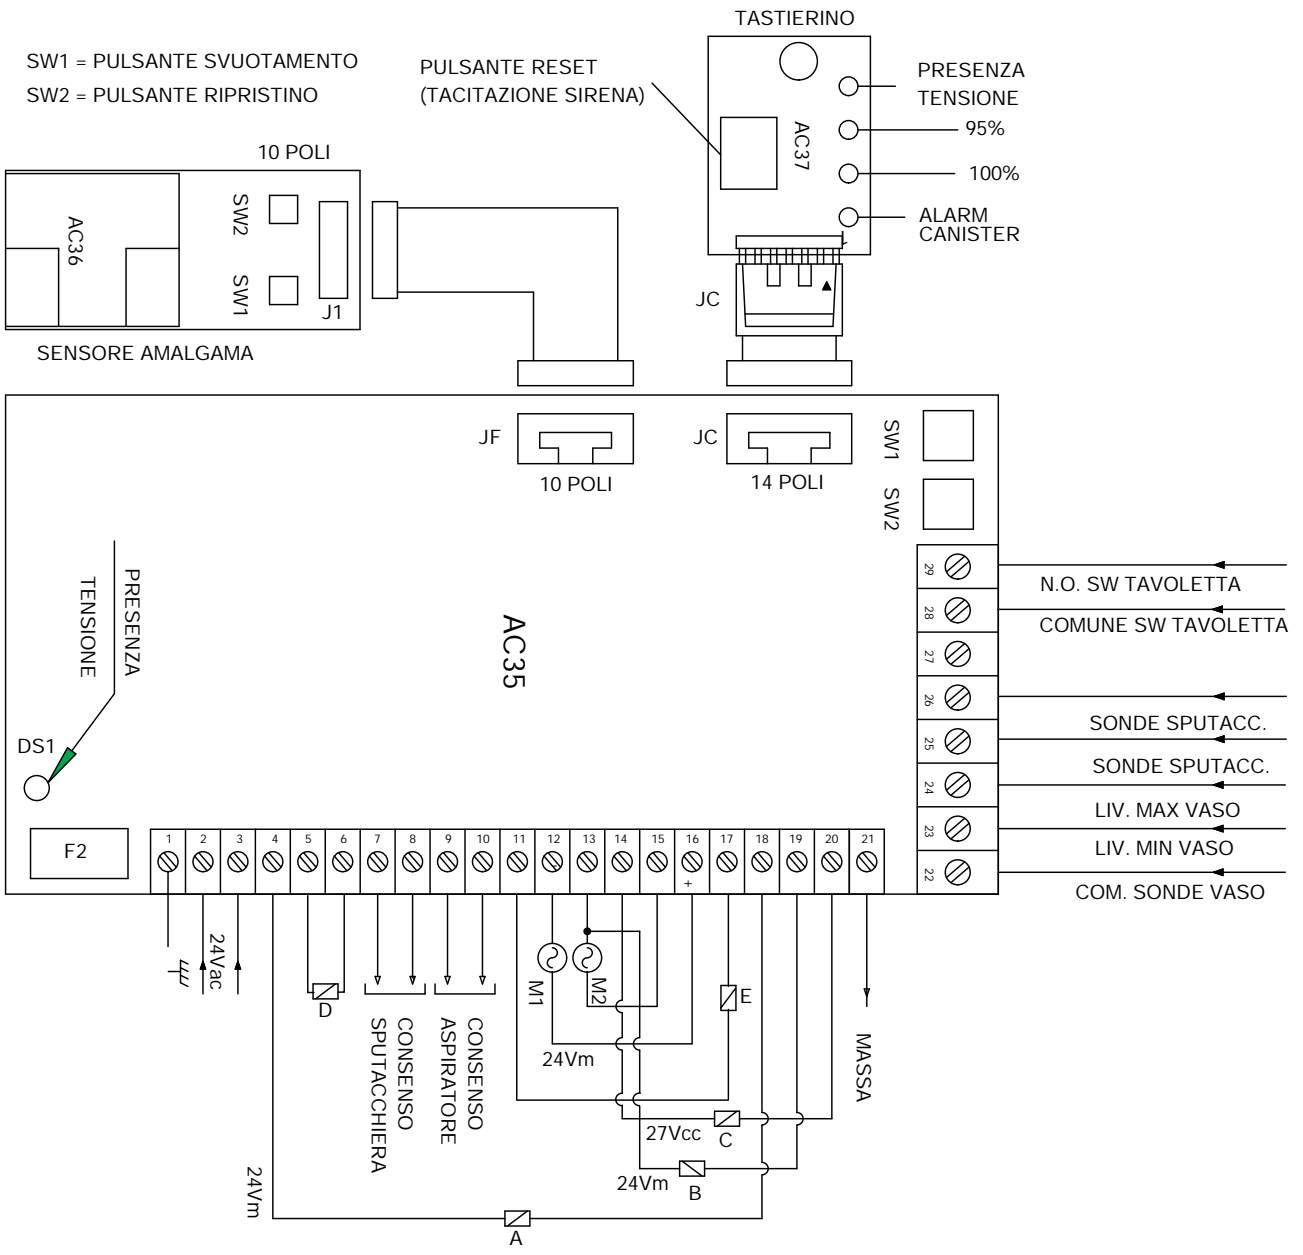 TASTIERINO
SW1 = PULSANTE SVUOTAMENTO
SW2 = PULSANTE RIPRISTINO
PULSANTE RESET
(TACITAZIONE SIRENA)
PRESENZA
TENSIONE
95%
100%
ALARM
CANISTER
AC37
10 POLI
AC36
SW2
SW1
J1
JC
SENSORE AMALGAMA
JF
10 POLI
JC
14 POLI
SW1
SW2
PRESENZA
TENSIONE
DS1
F2
AC35
29
N.O. SW TAVOLETTA
28
COMUNE SW TAVOLETTA
27
26
SONDE SPUTACC.
25
SONDE SPUTACC.
24
LIV. MAX VASO
23
LIV. MIN VASO
22
COM. SONDE VASO
1 2 3 4 5 6 7 8 9 10 11 12 13 14 15 16 17 18 19 20 21
- +
24Vac
D
CONSENSO
SPUTACCHIERA
CONSENSO
ASPIRATORE
M1
M2
24Vm
E
MASSA
27Vcc
C
24Vm
B
24Vm
A